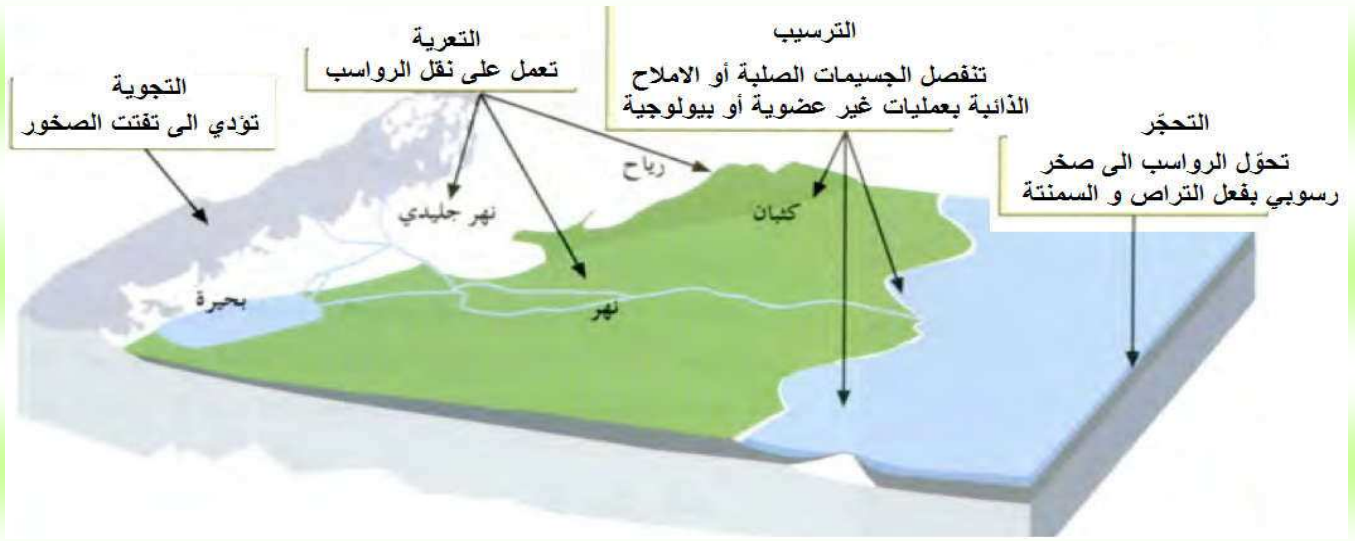 الترسيب
تنفصل الجسيمات الصلبة أو الاملاح
الذائبة بعمليات غير عضوية أو بيولوجية
التعرية
تعمل على نقل الرواسب
التجوية
تؤدي الى تفتت الصخور
التحجّر
تحوّل الرواسب الى صخر
رسوبي بفعل التراص و السمنتة
رياح
كثبان
نهر جليدي
بحيرة
نهر